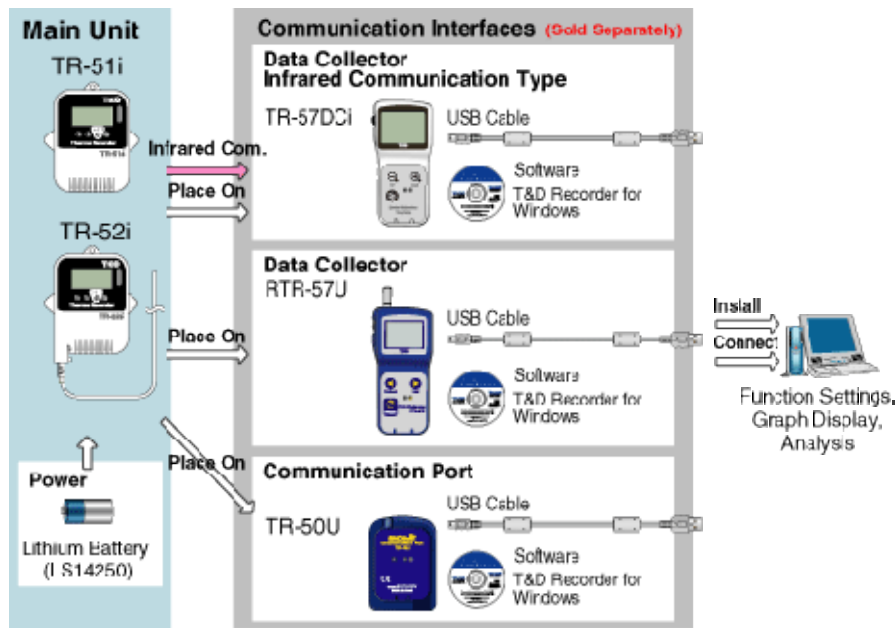 Main Unit
TR-51i
TR-52i
Power
Lithium Battery
(LS14250)
Infrared Com.
Place On
Place On
Place On
Communication Interfaces (Sold Separately)
Data Collector
Infrared Communication Type
TR-57DCi
USB Cable
Software
T&D Recorder for
Windows
Data Collector
RTR-57U
USB Cable
Software
T&D Recorder for
Windows
Communication Port
TR-50U
USB Cable
Software
T&D Recorder for
Windows
Install
Connect
Function Settings,
Graph Display,
Analysis